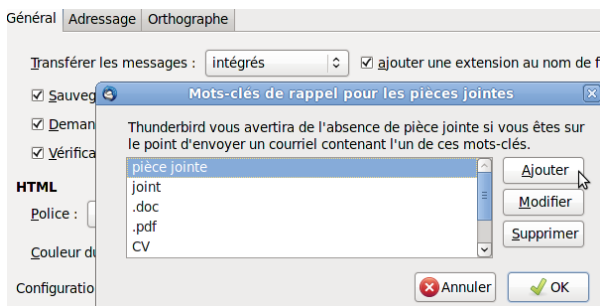 Général Adressage Orthographe
Transférer les messages : intégrés ajouter une extension au nom de f
Sauveg
Mots-clés de rappel pour les pièces jointes
Deman
Thunderbird vous avertira de l'absence de pièce jointe si vous êtes sur
le point d'envoyer un courriel contenant l'un de ces mots-clés.
Vérifica
pièce jointe
Ajouter
joint
HTML
Modifier
.doc
Police :
.pdf
Supprimer
CV
Couleur du
Configuratio
Annuler OK